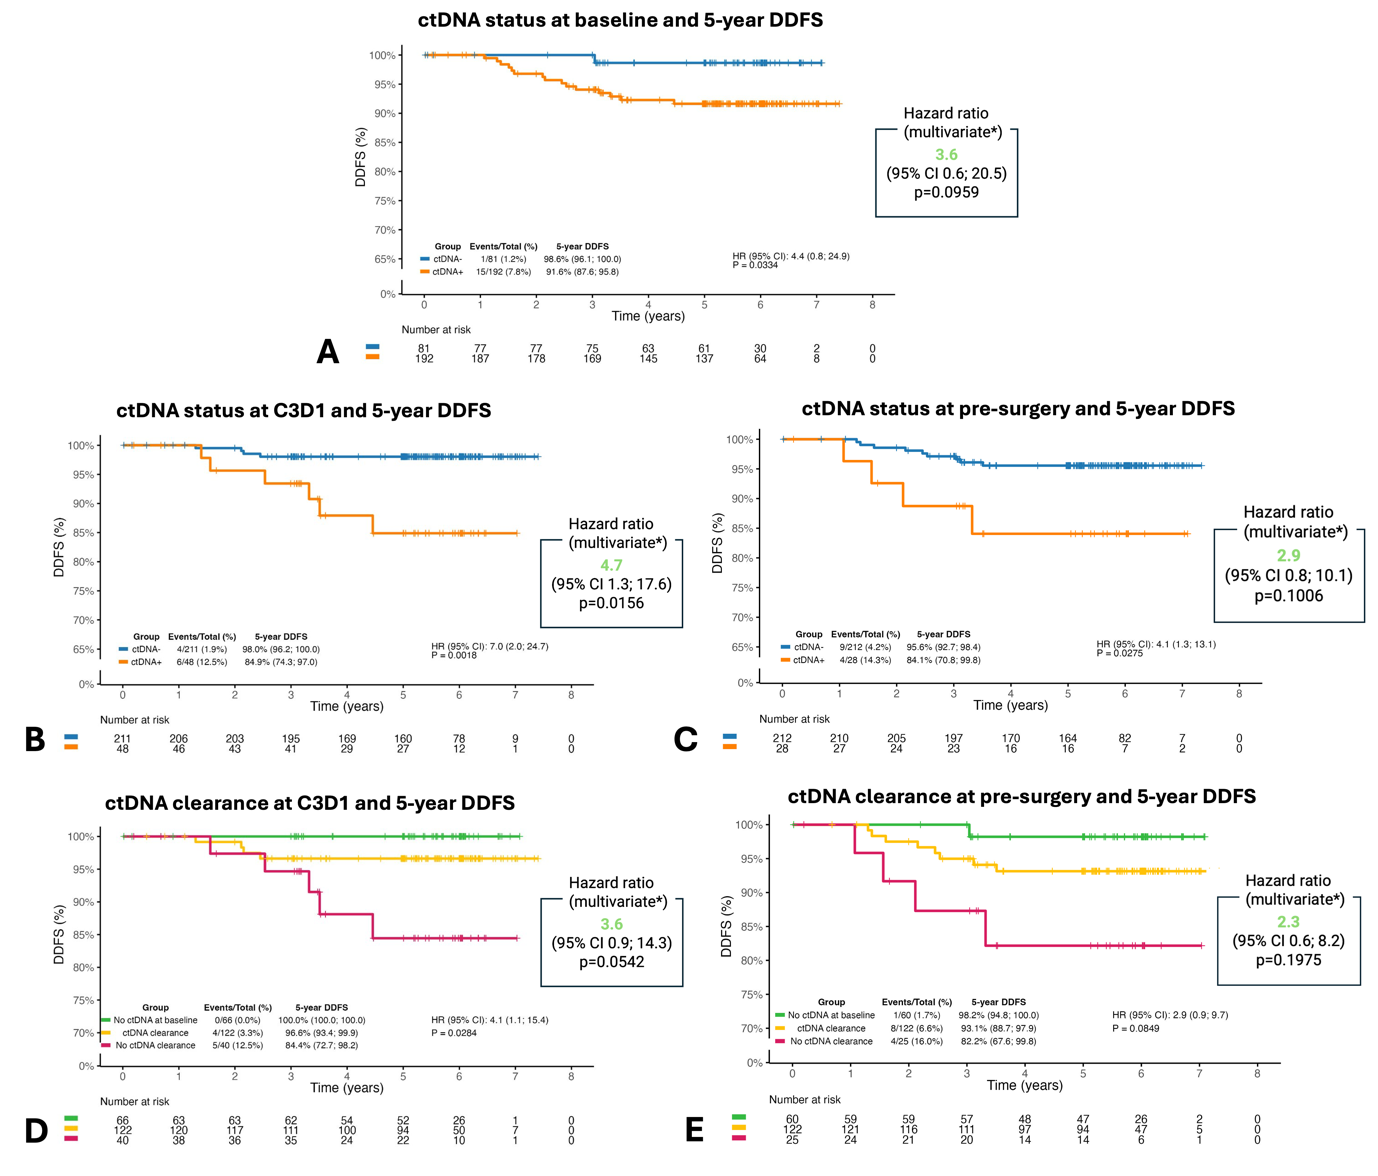 ctDNA status at baseline and 5-year DDFS
100%
95%
90%
85%
80%
75%
70%
65%
0%
DDFS (%)
Hazard ratio
(multivariate*)
3.6
(95% CI 0.6; 20.5)
p=0.0959
Group Events/Total (%) 5-year DDFS
ctDNA- 1/81 (1.2%) 98.6% (96.1; 100.0)
ctDNA+ 15/192 (7.8%) 91.6% (87.6; 95.8)
HR (95% CI): 4.4 (0.8; 24.9)
P = 0.0334
0 1 2 3 4 5 6 7 8
Time (years)
Number at risk
81 77 77 75 63 61 30 2 0
192 187 178 169 145 137 64 8 0
A
ctDNA status at C3D1 and 5-year DDFS
100%
95%
90%
85%
80%
75%
70%
65%
0%
DDFS (%)
Hazard ratio
(multivariate*)
4.7
(95% CI 1.3; 17.6)
p=0.0156
Group Events/Total (%) 5-year DDFS
ctDNA- 4/211 (1.9%) 98.0% (96.2; 100.0)
ctDNA+ 6/48 (12.5%) 84.9% (74.3; 97.0)
HR (95% CI): 7.0 (2.0; 24.7)
P = 0.0018
0 1 2 3 4 5 6 7 8
Time (years)
Number at risk
211 206 203 195 169 160 78 9 0
48 46 43 41 29 27 12 1 0
B
ctDNA status at pre-surgery and 5-year DDFS
100%
95%
90%
85%
80%
75%
70%
65%
0%
DDFS (%)
Hazard ratio
(multivariate*)
2.9
(95% CI 0.8; 10.1)
p=0.1006
Group Events/Total (%) 5-year DDFS
ctDNA- 9/212 (4.2%) 95.6% (92.7; 98.4)
ctDNA+ 4/28 (14.3%) 84.1% (70.8; 99.8)
HR (95% CI): 4.1 (1.3; 13.1)
P = 0.0275
0 1 2 3 4 5 6 7 8
Time (years)
Number at risk
212 210 205 197 170 164 82 7 0
28 27 24 23 16 16 7 2 0
C
ctDNA clearance at C3D1 and 5-year DDFS
100%
95%
90%
85%
80%
75%
70%
0%
DDFS (%)
Hazard ratio
(multivariate*)
3.6
(95% CI 0.9; 14.3)
p=0.0542
Group Events/Total (%) 5-year DDFS
No ctDNA at baseline 0/66 (0.0%) 100.0% (100.0; 100.0)
ctDNA clearance 4/122 (3.3%) 96.6% (93.4; 99.9)
No ctDNA clearance 5/40 (12.5%) 84.4% (72.7; 98.2)
HR (95% CI): 4.1 (1.1; 15.4)
P = 0.0284
0 1 2 3 4 5 6 7 8
Time (years)
Number at risk
66 63 63 62 54 52 26 1 0
122 120 117 111 100 94 50 7 0
40 38 36 35 24 22 10 1 0
D
ctDNA clearance at pre-surgery and 5-year DDFS
100%
95%
90%
85%
80%
75%
70%
0%
DDFS (%)
Hazard ratio
(multivariate*)
2.3
(95% CI 0.6; 8.2)
p=0.1975
Group Events/Total (%) 5-year DDFS
No ctDNA at baseline 1/60 (1.7%) 98.2% (94.8; 100.0)
ctDNA clearance 8/122 (6.6%) 93.1% (88.7; 97.9)
No ctDNA clearance 4/25 (16.0%) 82.2% (67.6; 99.8)
HR (95% CI): 2.9 (0.9; 9.7)
P = 0.0849
0 1 2 3 4 5 6 7 8
Time (years)
Number at risk
60 59 59 57 48 47 26 2 0
122 121 116 111 97 94 47 5 0
25 24 21 20 14 14 6 1 0
E